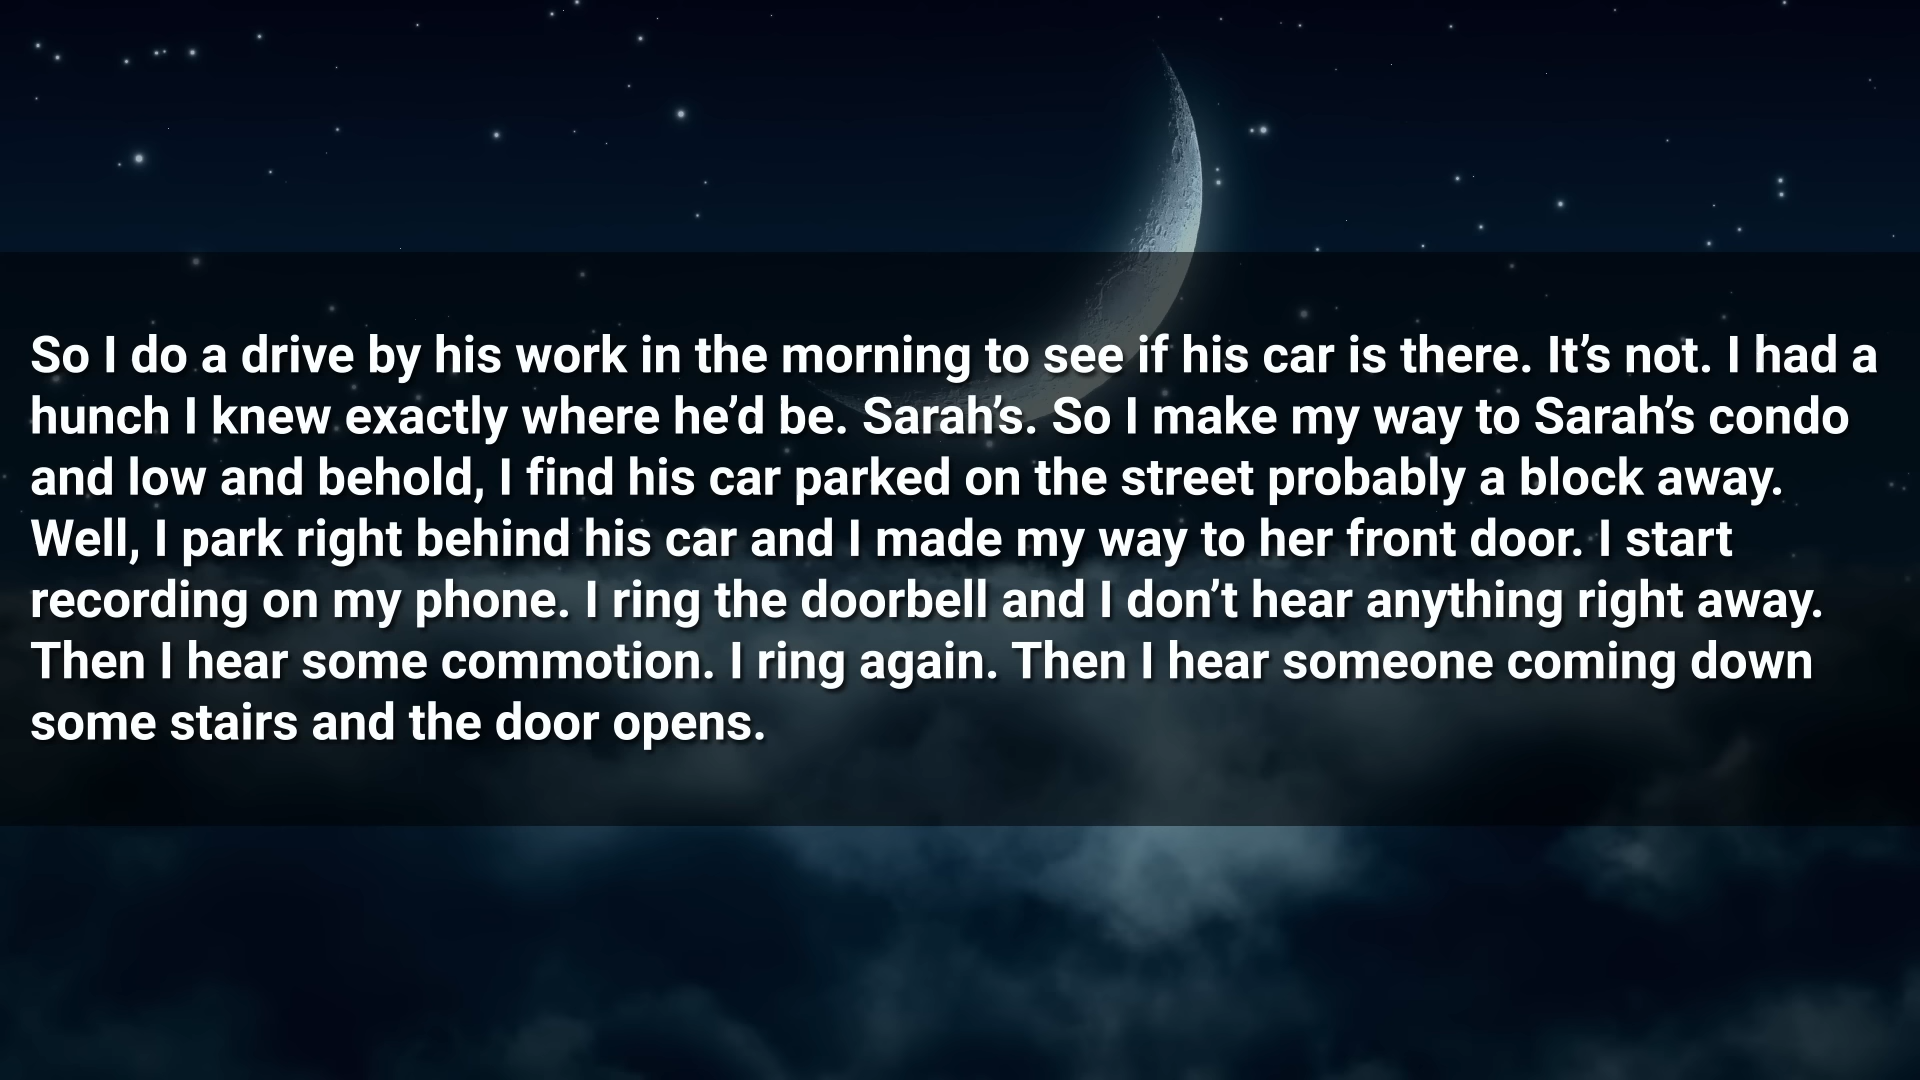 So I do a drive by his work in the morning to see if his car is there. It’s not. I had a
hunch I knew exactly where he’d be. Sarah’s. So I make my way to Sarah’s condo
and low and behold, I find his car parked on the street probably a block away.
Well, I park right behind his car and I made my way to her front door. I start
recording on my phone. I ring the doorbell and I don’t hear anything right away.
Then I hear some commotion. I ring again. Then I hear someone coming down
some stairs and the door opens.